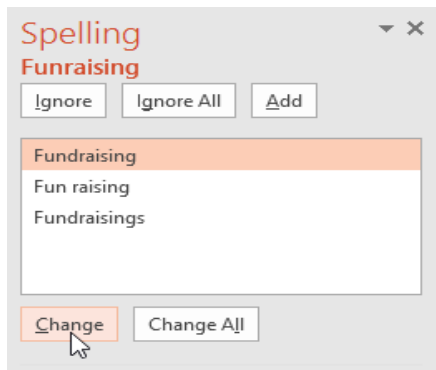 Spelling
Funraising
Ignore Ignore All Add
Fundraising
Fun raising
Fundraisings
Change Change All